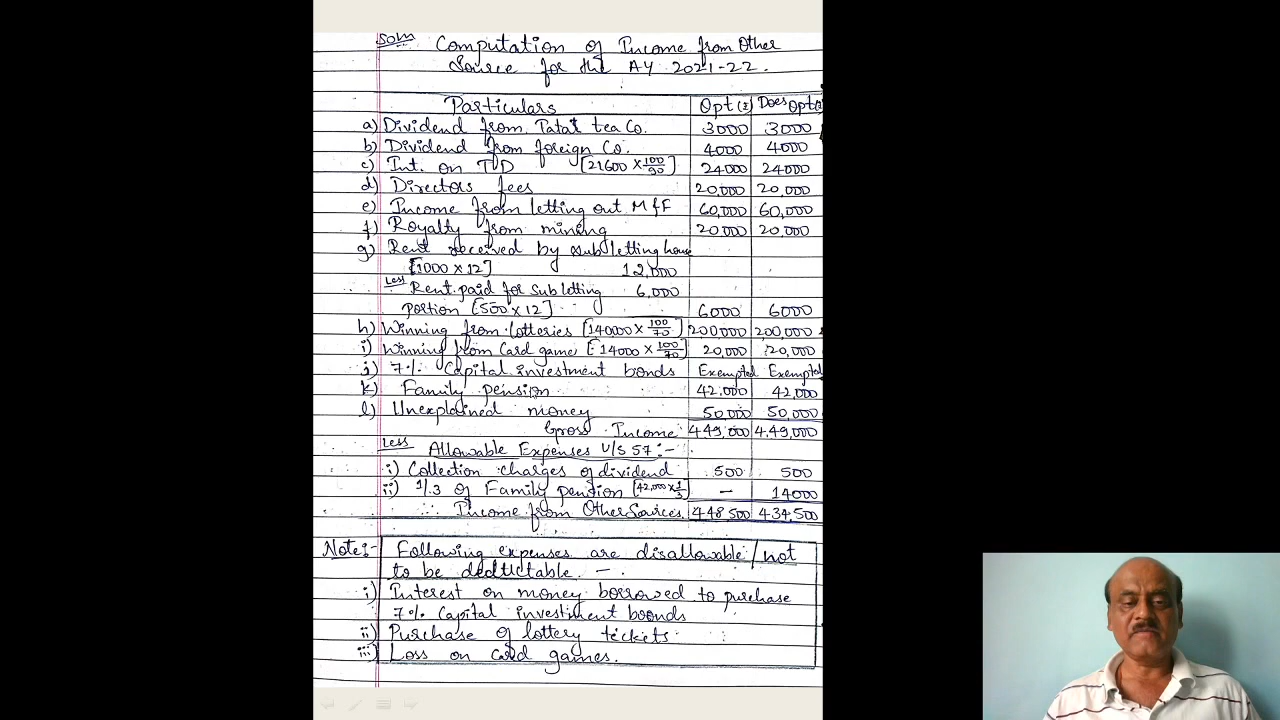 Soln Computation of Income from Other
Source for the AY 2021-22.
Particulars Opt (₹) Does Opt (₹)
a) Dividend from Tata tea Co. 3000 3000
b) Dividend from foreign Co. 4000 4000
c) Int. on TD [21600 × 100/90] 24000 24000
d) Directors fees 20,000 20,000
e) Income from letting out M & F 60,000 60,000
f) Royalty from mining 20,000 20,000
g) Rent received by subletting house
[1000 × 12] 12,000
Less Rent paid for subletting 6,000
portion [500 × 12] 6000 6000
h) Winning from lotteries [140000 × 100/70] 200000 200,000
i) Winning from Card game [14000 × 100/70] 20,000 20,000
j) 7% Capital investment bonds Exempted Exempted
k) Family pension 42,000 42,000
l) Unexplained money 50,000 50,000
Gross Income 449,000 4,49,000
Less Allowable Expenses U/S 57:-
i) Collection charges of dividend 500 500
ii) 1/3 of Family pension [42,000 × 1/3] — 14000
∴ Income from Other Sources 448,500 434,500
Note:- Following expenses are disallowable/not
to be deductable. —
i) Interest on money borrowed to purchase
7% Capital investment boonds
ii) Purchase of lottery teckets
iii) Loss on card games.